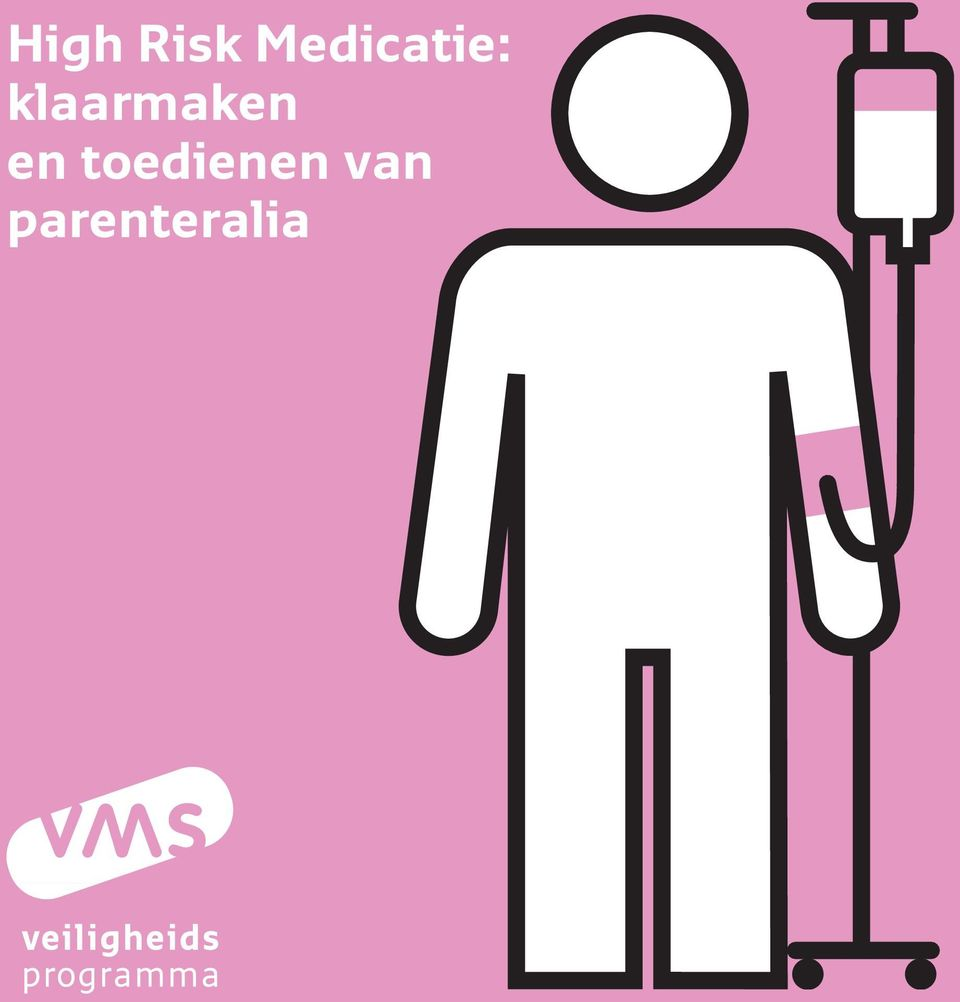 High Risk Medicatie:
klaarmaken
en toedienen van
parenteralia
VMS
veiligheids
programma